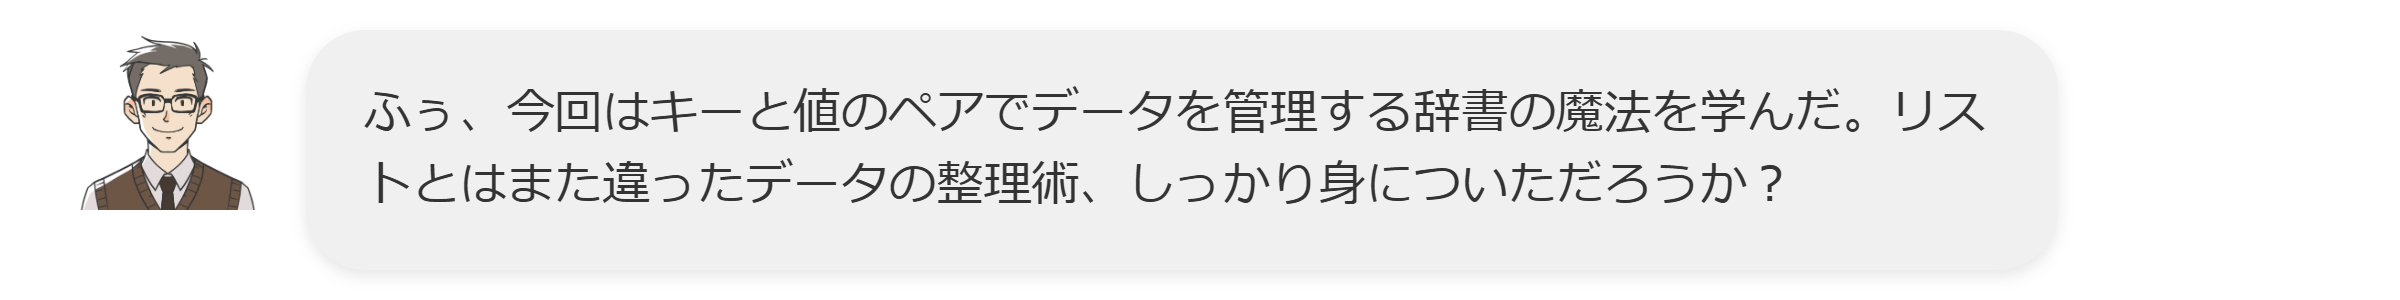 ふぅ、今回はキーと値のペアでデータを管理する辞書の魔法を学んだ。リス
トとはまた違ったデータの整理術、しっかり身についただろうか？